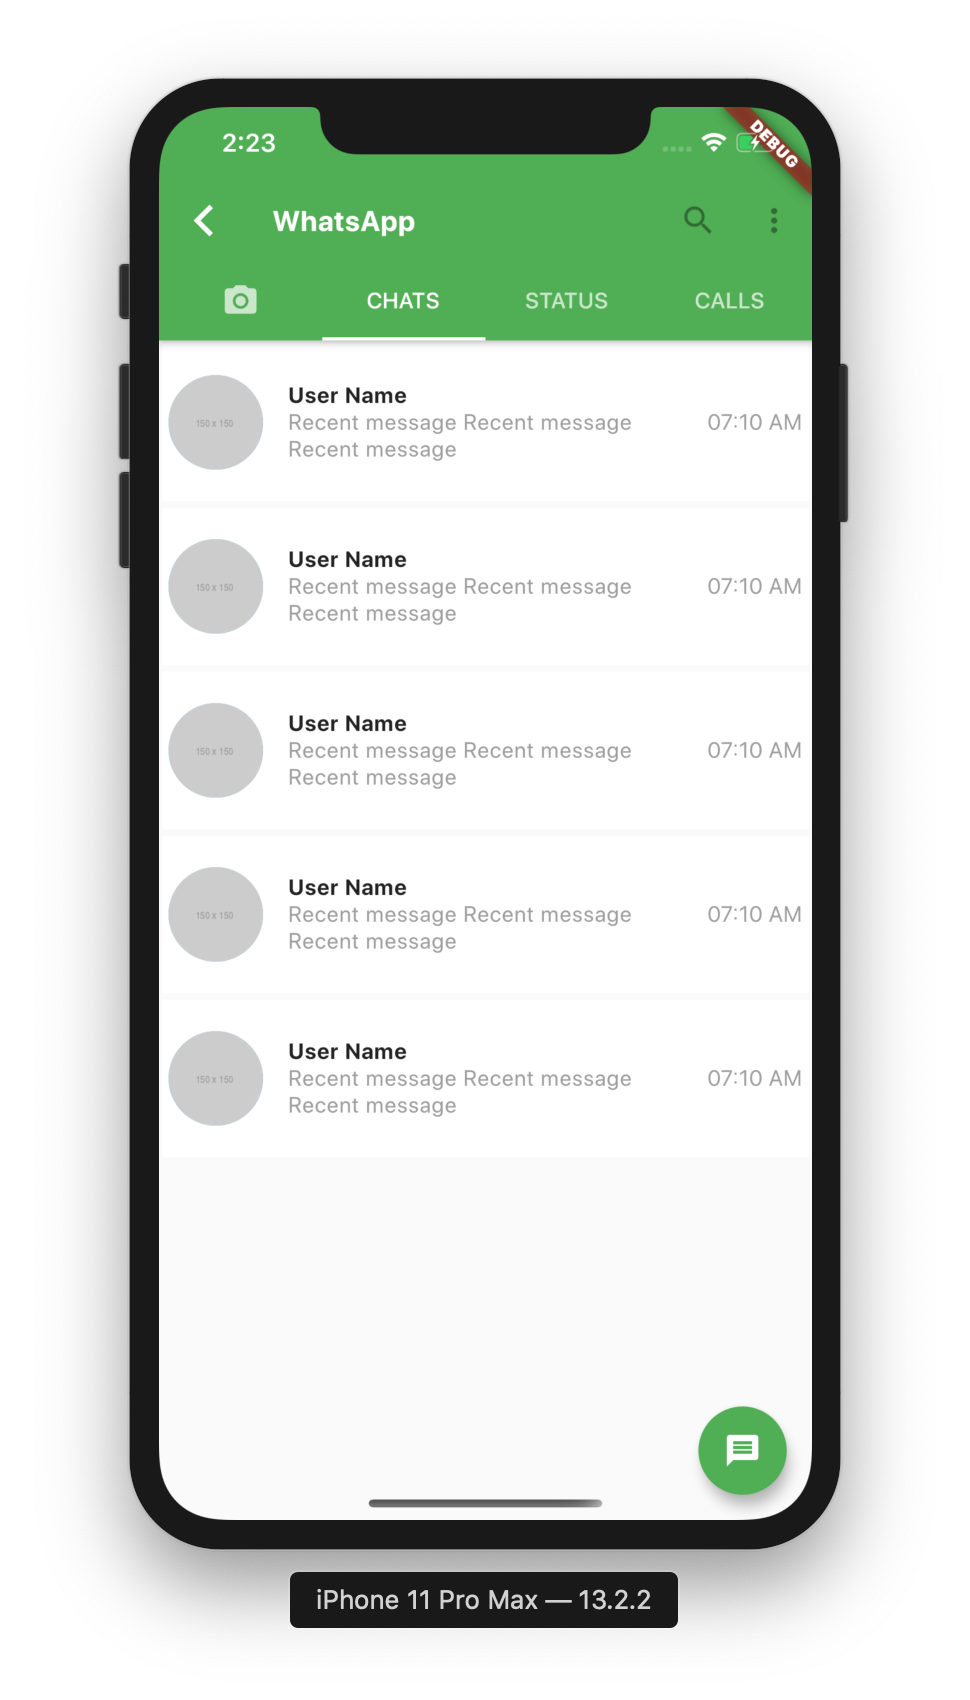 2:23
DEBUG
WhatsApp
CHATS STATUS CALLS
150 x 150
User Name
Recent message Recent message
Recent message
07:10 AM
150 x 150
User Name
Recent message Recent message
Recent message
07:10 AM
150 x 150
User Name
Recent message Recent message
Recent message
07:10 AM
150 x 150
User Name
Recent message Recent message
Recent message
07:10 AM
150 x 150
User Name
Recent message Recent message
Recent message
07:10 AM
iPhone 11 Pro Max — 13.2.2